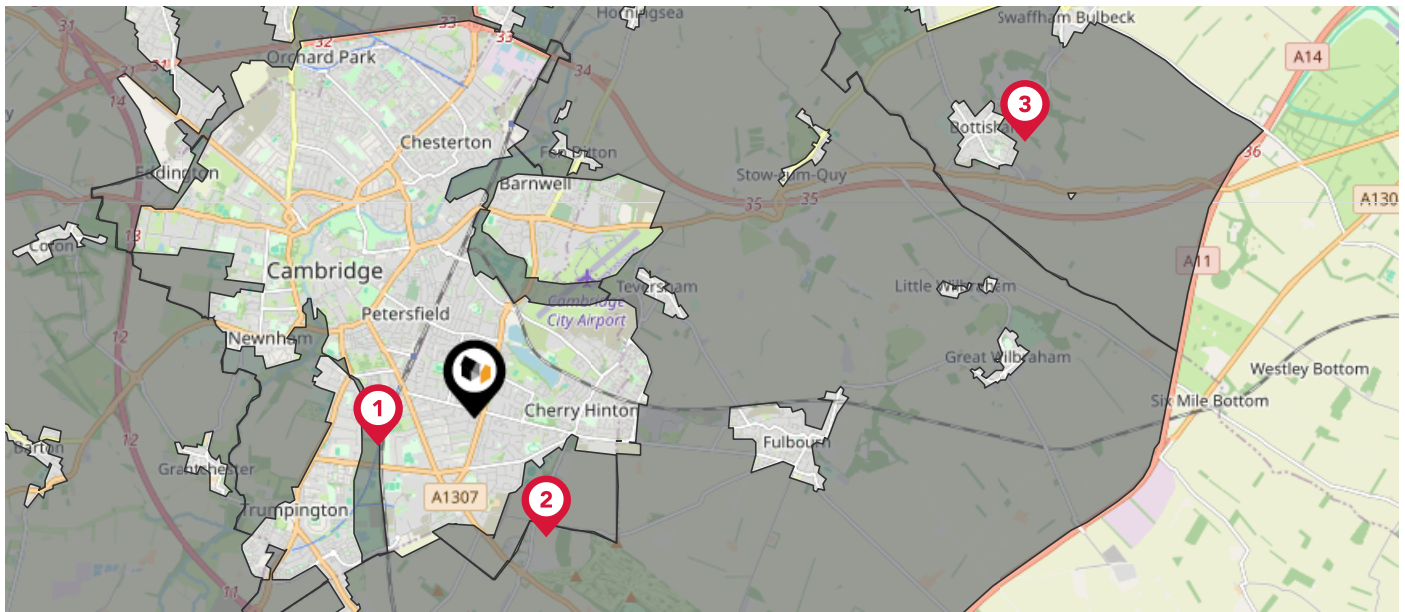 31
33
Horningsea
Swaffham Bulbeck
32
Orchard Park
33
A14
31
34
14
3
Chesterton
Bottisham
Fen Ditton
36
Eddington
Stow-cum-Quy
Barnwell
A130
35
35
13
Coton
Cambridge
A11
Teversham
Little Wilbraham
Cambridge
City Airport
Petersfield
12
Newnham
Great Wilbraham
Westley Bottom
1
Cherry Hinton
Six Mile Bottom
12
Barton
Fulbourn
Grantchester
A1307
2
Trumpington
11